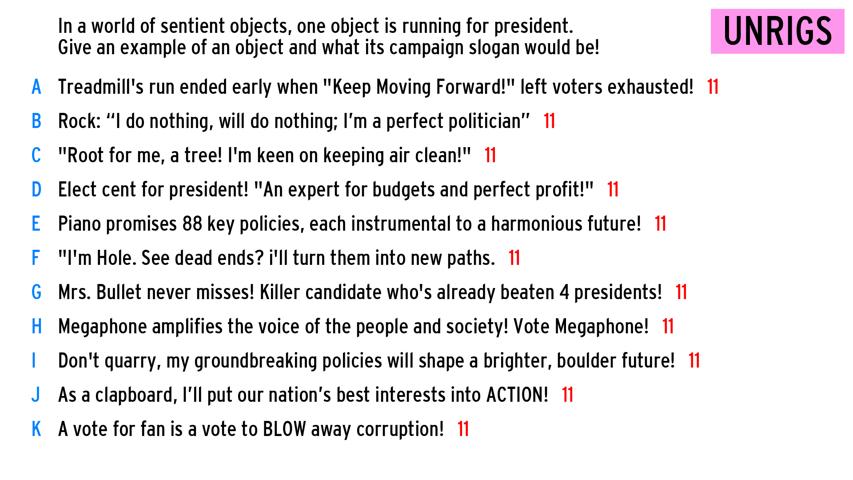 In a world of sentient objects, one object is running for president.
Give an example of an object and what its campaign slogan would be!
UNRIGS
A Treadmill's run ended early when "Keep Moving Forward!" left voters exhausted! 11
B Rock: “I do nothing, will do nothing; I’m a perfect politician” 11
C "Root for me, a tree! I'm keen on keeping air clean!" 11
D Elect cent for president! "An expert for budgets and perfect profit!" 11
E Piano promises 88 key policies, each instrumental to a harmonious future! 11
F "I'm Hole. See dead ends? i'll turn them into new paths. 11
G Mrs. Bullet never misses! Killer candidate who's already beaten 4 presidents! 11
H Megaphone amplifies the voice of the people and society! Vote Megaphone! 11
I Don't quarry, my groundbreaking policies will shape a brighter, boulder future! 11
J As a clapboard, I’ll put our nation’s best interests into ACTION! 11
K A vote for fan is a vote to BLOW away corruption! 11